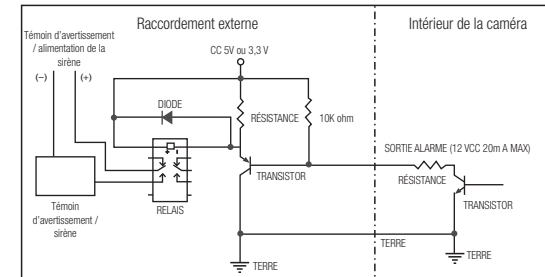 Raccordement externe
Intérieur de la caméra
Témoin d'avertissement
/ alimentation de la
sirène
(–)
(+)
CC 5V ou 3,3 V
DIODE
RÉSISTANCE
10K ohm
SORTIE ALARME (12 VCC 20m A MAX)
RÉSISTANCE
TRANSISTOR
TRANSISTOR
RELAIS
Témoin
d'avertissement /
sirène
TERRE
TERRE
TERRE